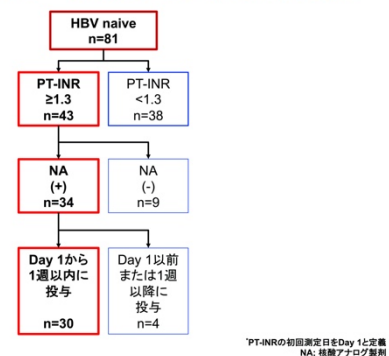 HBV naive
n=81
PT-INR
≥1.3
n=43
PT-INR
<1.3
n=38
NA
(+)
n=34
NA
(-)
n=9
Day 1から
1週以内に
投与
n=30
Day 1以前
または1週
以降に
投与
n=4
*PT-INRの初回測定日をDay 1と定義
NA: 核酸アナログ製剤